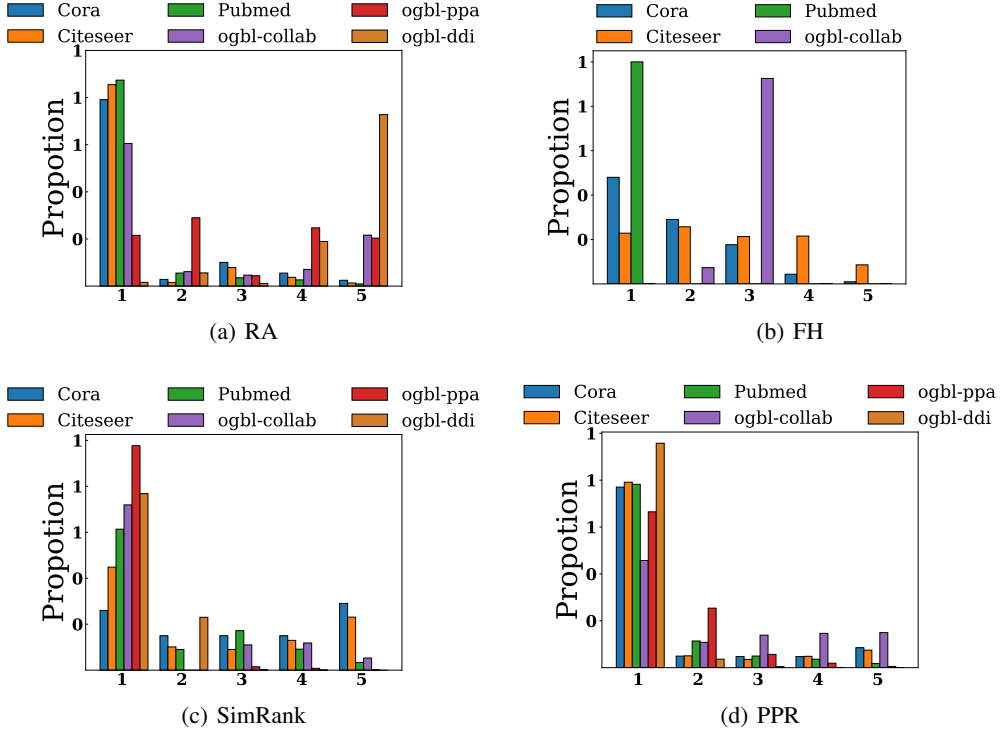 Cora Pubmed ogbl-ppa
Citeseer ogbl-collab ogbl-ddi
Propotion
1
1
1
0
0
1 2 3 4 5
(a) RA
Cora Pubmed
Citeseer ogbl-collab
Propotion
1
1
1
0
0
1 2 3 4 5
(b) FH
Cora Pubmed ogbl-ppa
Citeseer ogbl-collab ogbl-ddi
Propotion
1
1
1
0
0
1 2 3 4 5
(c) SimRank
Cora Pubmed ogbl-ppa
Citeseer ogbl-collab ogbl-ddi
Propotion
1
1
1
0
0
1 2 3 4 5
(d) PPR